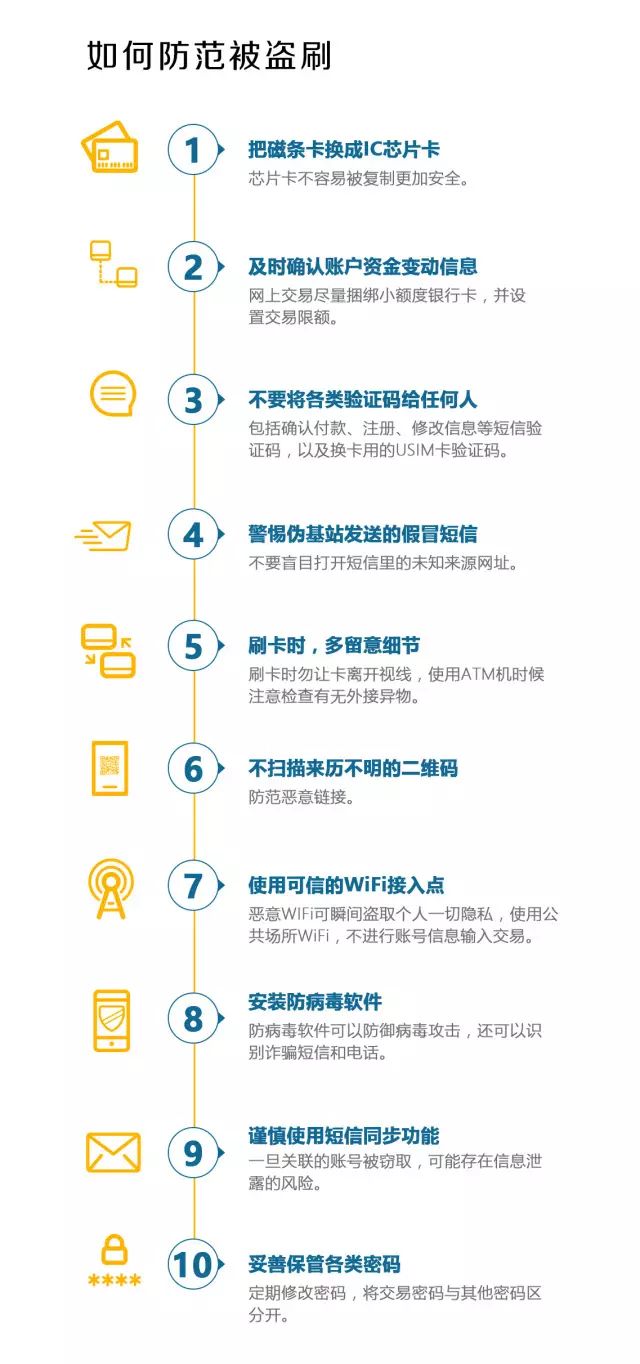 如何防范被盗刷
1
把磁条卡换成IC芯片卡
芯片卡不容易被复制更加安全。
2
及时确认账户资金变动信息
网上交易尽量捆绑小额度银行卡，并设
置交易限额。
3
不要将各类验证码给任何人
包括确认付款、注册、修改信息等短信验
证码，以及换卡用的USIM卡验证码。
4
警惕伪基站发送的假冒短信
不要盲目打开短信里的未知来源网址。
5
刷卡时，多留意细节
刷卡时勿让卡离开视线，使用ATM机时候
注意检查有无外接异物。
6
不扫描来历不明的二维码
防范恶意链接。
7
使用可信的WiFi接入点
恶意WIFi可瞬间盗取个人一切隐私，使用公
共场所WiFi，不进行账号信息输入交易。
8
安装防病毒软件
防病毒软件可以防御病毒攻击，还可以识
别诈骗短信和电话。
9
谨慎使用短信同步功能
一旦关联的账号被窃取，可能存在信息泄
露的风险。
10
妥善保管各类密码
****
定期修改密码，将交易密码与其他密码区
分开。